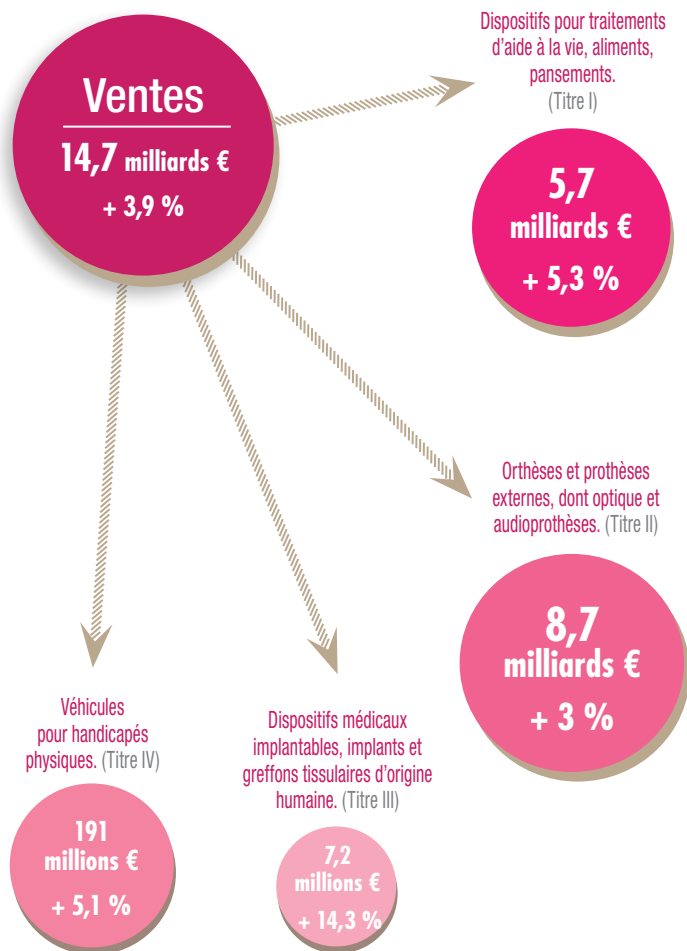 Ventes
14,7 milliards €
+ 3,9 %
Dispositifs pour traitements
d'aide à la vie, aliments,
pansements.
(Titre I)
5,7
milliards €
+ 5,3 %
Orthèses et prothèses
externes, dont optique et
audioprothèses. (Titre II)
8,7
milliards €
+ 3 %
Dispositifs médicaux
implantables, implants et
greffons tissulaires d'origine
humaine. (Titre III)
7,2
millions €
+ 14,3 %
Véhicules
pour handicapés
physiques. (Titre IV)
191
millions €
+ 5,1 %